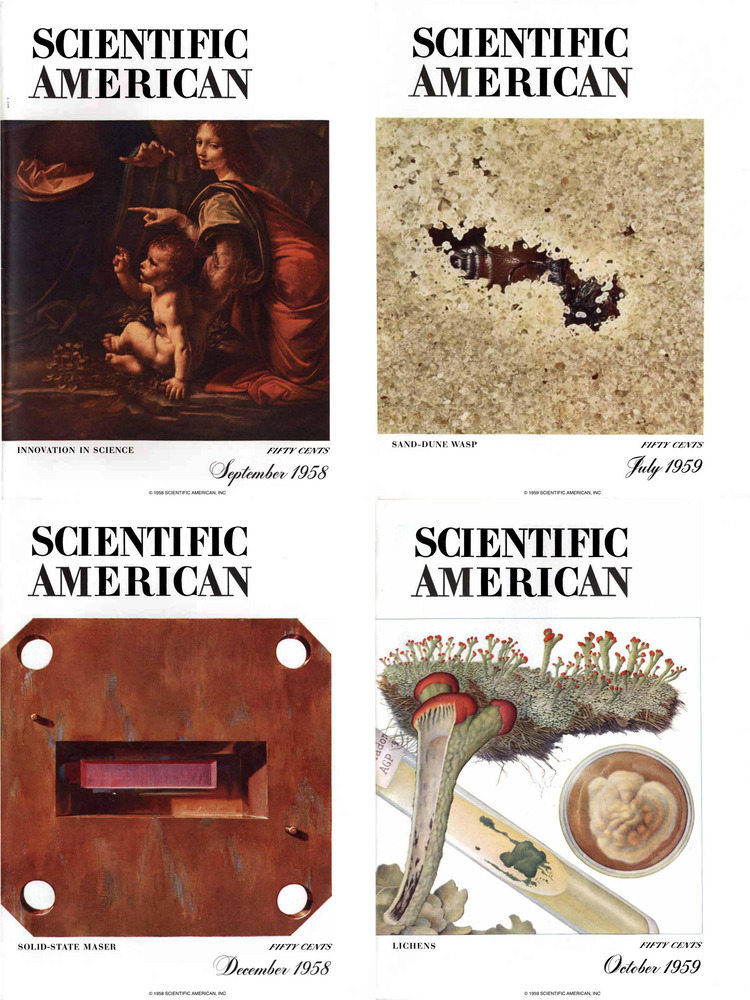 SCIENTIFIC
AMERICAN
INNOVATION IN SCIENCE
FIFTY CENTS
September 1958
© 1958 SCIENTIFIC AMERICAN, INC
SCIENTIFIC
AMERICAN
SAND-DUNE WASP
FIFTY CENTS
July 1959
© 1959 SCIENTIFIC AMERICAN, INC
SCIENTIFIC
AMERICAN
SOLID-STATE MASER
FIFTY CENTS
December 1958
© 1958 SCIENTIFIC AMERICAN, INC
SCIENTIFIC
AMERICAN
AGP
LICHENS
FIFTY CENTS
October 1959
© 1959 SCIENTIFIC AMERICAN, INC